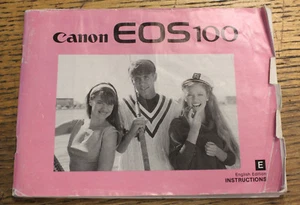 Canon EOS100
E
English Edition
INSTRUCTIONS